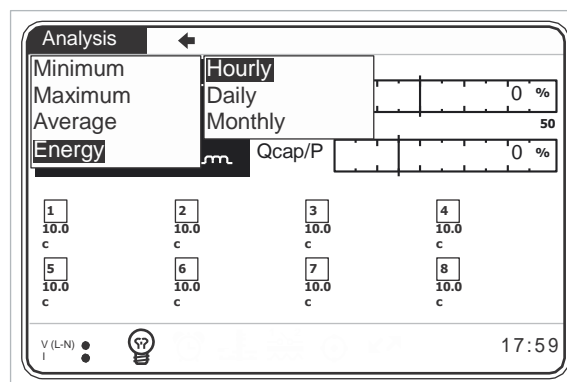 Analysis
Minimum
Maximum
Average
Energy
Hourly
Daily
Monthly
0 %
50
Qcap/P
0 %
1 2 3 4
10.0 10.0 10.0 10.0
c c c c
5 6 7 8
10.0 10.0 10.0 10.0
c c c c
V (L-N)
I
17:59